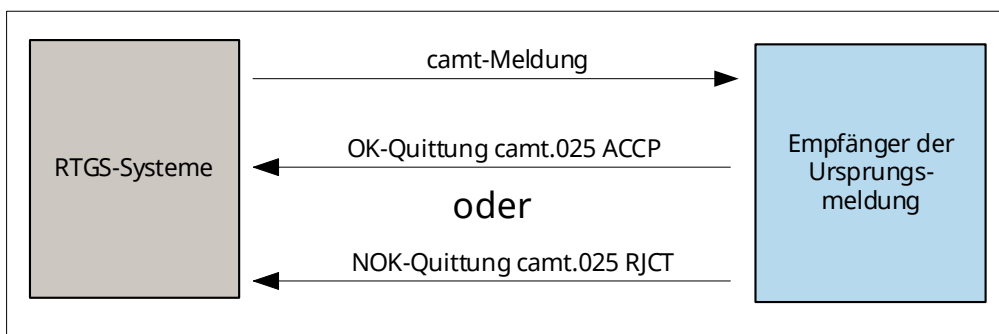 camt-Meldung
RTGS-Systeme
OK-Quittung camt.025 ACCP
oder
NOK-Quittung camt.025 RJCT
Empfänger der
Ursprungs-
meldung